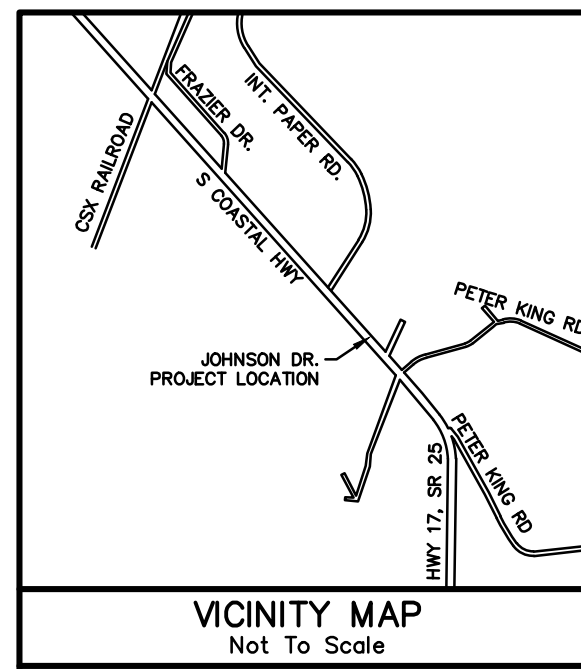 FRAZIER DR.
INT. PAPER RD.
CSX RAILROAD
S COASTAL HWY
PETER KING RD
JOHNSON DR.
PROJECT LOCATION
PETER KING RD
HWY 17, SR 25
VICINITY MAP
Not To Scale